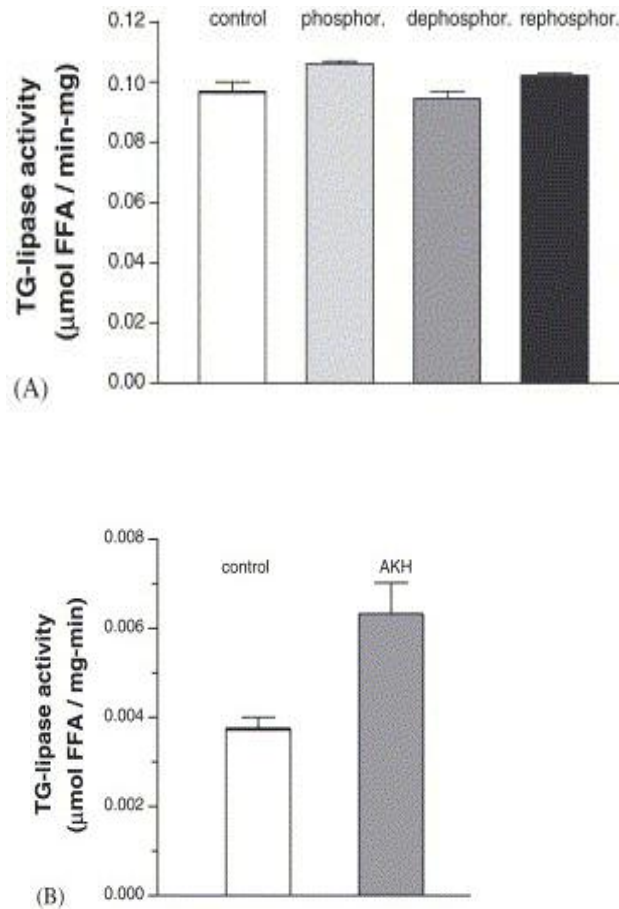 control phosphor. dephosphor. rephosphor.
TG-lipase activity
(μmol FFA / min-mg)
0.12
0.10
0.08
0.06
0.04
0.02
0.00
(A)
control AKH
TG-lipase activity
(μmol FFA / mg-min)
0.008
0.006
0.004
0.002
0.000
(B)